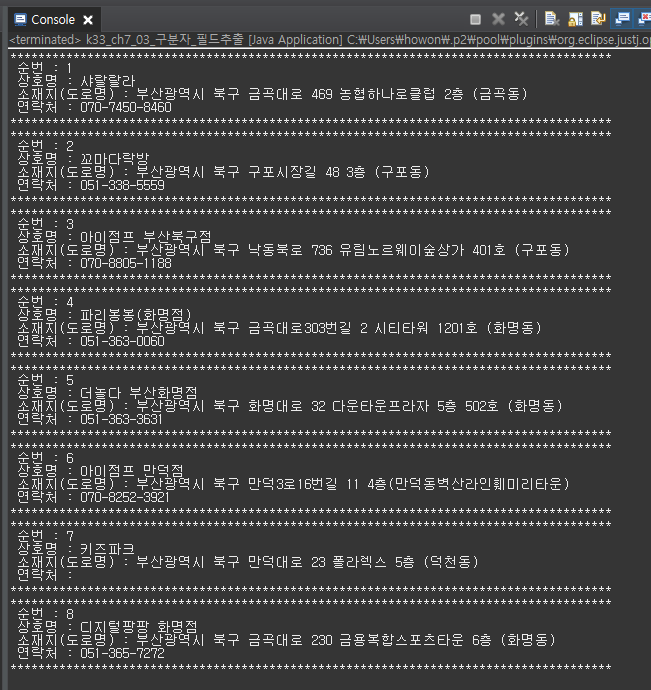 Console
<terminated> k33_ch7_03_구분자_필드추출 [Java Application] C:₩Users₩howon₩.p2₩pool₩plugins₩org.eclipse.justj.op
*************************************************************************************
순번 : 1
상호명 : 샤랄랄라
소재지(도로명) : 부산광역시 북구 금곡대로 469 농협하나로클럽 2층 (금곡동)
연락처 : 070-7450-8460
*************************************************************************************
*************************************************************************************
순번 : 2
상호명 : 꼬마다락방
소재지(도로명) : 부산광역시 북구 구포시장길 48 3층 (구포동)
연락처 : 051-338-5559
*************************************************************************************
*************************************************************************************
순번 : 3
상호명 : 아이점프 부산북구점
소재지(도로명) : 부산광역시 북구 낙동북로 736 유림노르웨이숲상가 401호 (구포동)
연락처 : 070-8805-1188
*************************************************************************************
*************************************************************************************
순번 : 4
상호명 : 파리봉봉(화명점)
소재지(도로명) : 부산광역시 북구 금곡대로303번길 2 시티타워 1201호 (화명동)
연락처 : 051-363-0060
*************************************************************************************
*************************************************************************************
순번 : 5
상호명 : 더놀다 부산화명점
소재지(도로명) : 부산광역시 북구 화명대로 32 다운타운프라자 5층 502호 (화명동)
연락처 : 051-363-3631
*************************************************************************************
*************************************************************************************
순번 : 6
상호명 : 아이점프 만덕점
소재지(도로명) : 부산광역시 북구 만덕3로16번길 11 4층(만덕동벽산라인훼미리타운)
연락처 : 070-8252-3921
*************************************************************************************
*************************************************************************************
순번 : 7
상호명 : 키즈파크
소재지(도로명) : 부산광역시 북구 만덕대로 23 폴라렉스 5층 (덕천동)
연락처 :
*************************************************************************************
*************************************************************************************
순번 : 8
상호명 : 디지털팡팡 화명점
소재지(도로명) : 부산광역시 북구 금곡대로 230 금용복합스포츠타운 6층 (화명동)
연락처 : 051-365-7272
*************************************************************************************